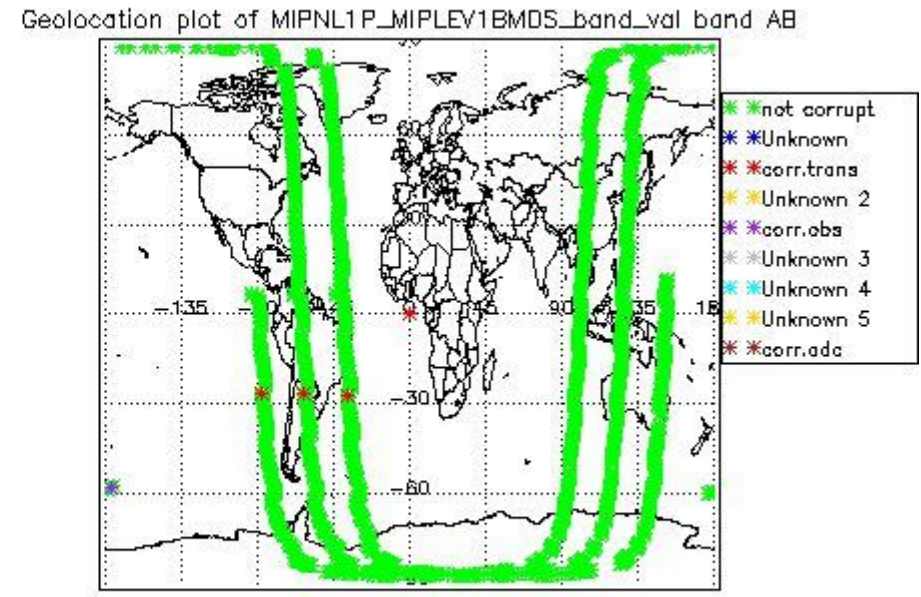 Geolocation plot of MIPNL1P_MIPLEV1BMDS_band_val band AB
not corrupt
Unknown
corr.trans
Unknown 2
corr.obs
Unknown 3
Unknown 4
Unknown 5
corr.adc
60
-135 90
-30
-60